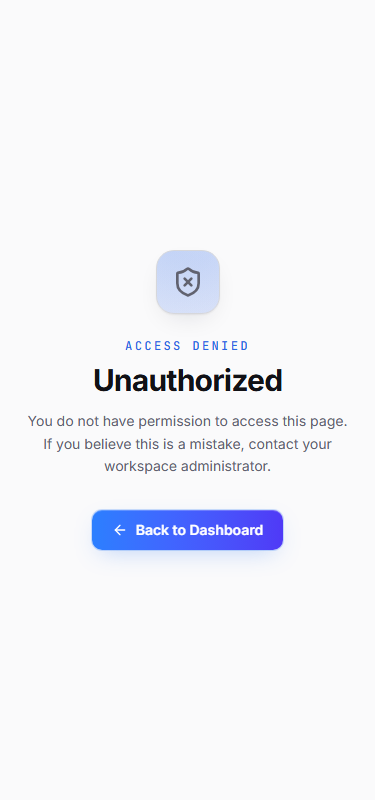 ACCESS DENIED
Unauthorized
You do not have permission to access this page.
If you believe this is a mistake, contact your
workspace administrator.
Back to Dashboard